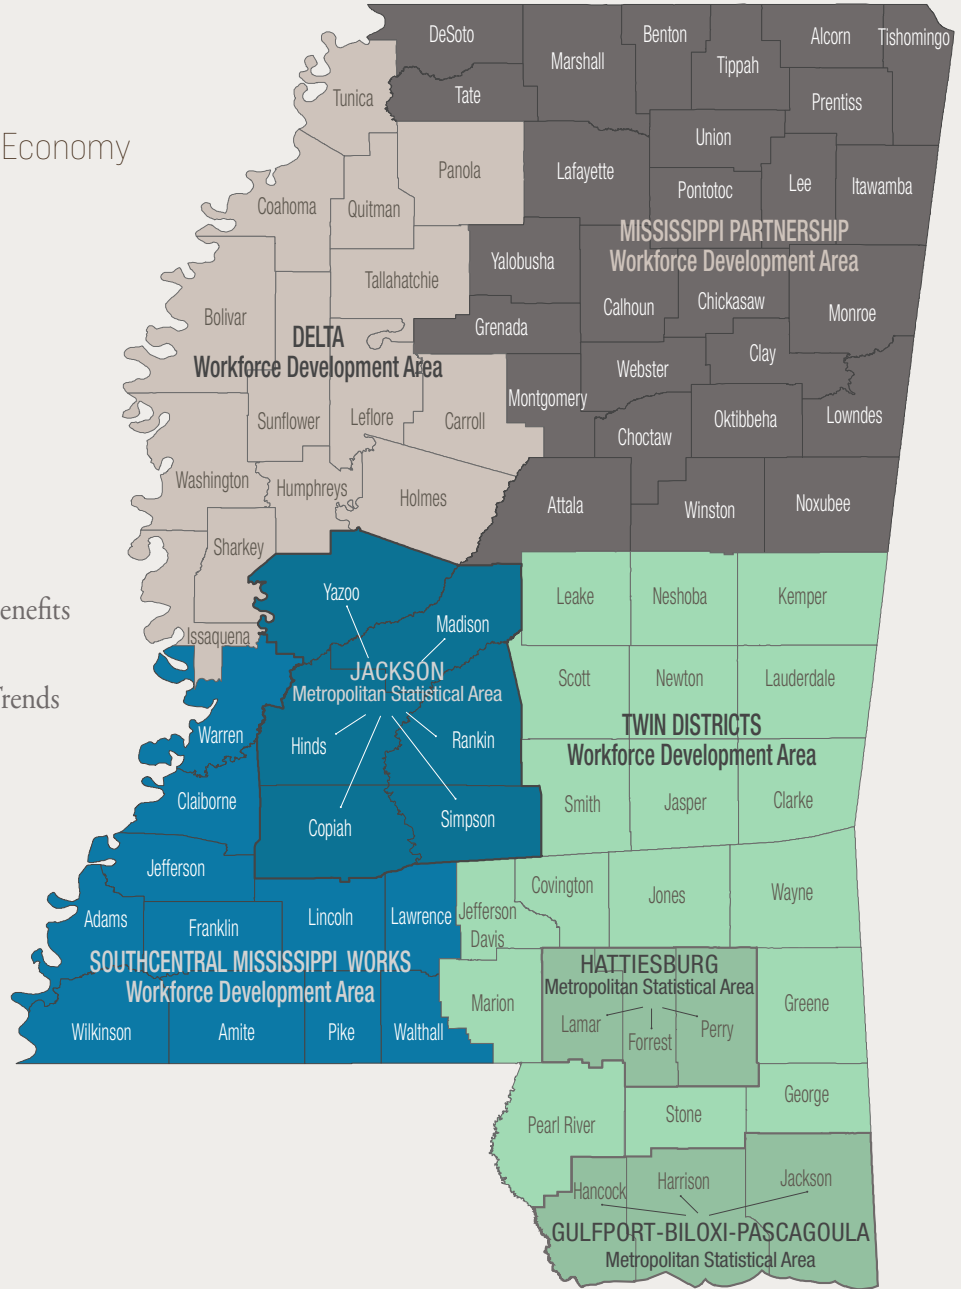 DeSoto
Benton
Alcorn
Tishomingo
Marshall
Tippah
Tunica
Tate
Prentiss
Economy
Union
Panola
Lafayette
Pontotoc
Lee
Itawamba
Coahoma
Quitman
MISSISSIPPI PARTNERSHIP
Workforce Development Area
Yalobusha
Tallahatchie
Calhoun
Chickasaw
Monroe
Bolivar
Grenada
DELTA
Workforce Development Area
Clay
Webster
Montgomery
Sunflower
Leflore
Carroll
Choctaw
Oktibbeha
Lowndes
Washington
Humphreys
Holmes
Attala
Winston
Noxubee
Sharkey
Yazoo
Leake
Neshoba
Kemper
enefits
Madison
Issaquena
JACKSON
Metropolitan Statistical Area
Scott
Newton
Lauderdale
Trends
Warren
Hinds
Rankin
TWIN DISTRICTS
Workforce Development Area
Claiborne
Copiah
Simpson
Smith
Jasper
Clarke
Jefferson
Covington
Jones
Wayne
Adams
Franklin
Lincoln
Lawrence
Jefferson
Davis
SOUTHCENTRAL MISSISSIPPI WORKS
Workforce Development Area
HATTIESBURG
Metropolitan Statistical Area
Marion
Greene
Wilkinson
Amite
Pike
Walthall
Lamar
Forrest
Perry
George
Pearl River
Stone
Hancock
Harrison
Jackson
GULFPORT-BILOXI-PASCAGOULA
Metropolitan Statistical Area